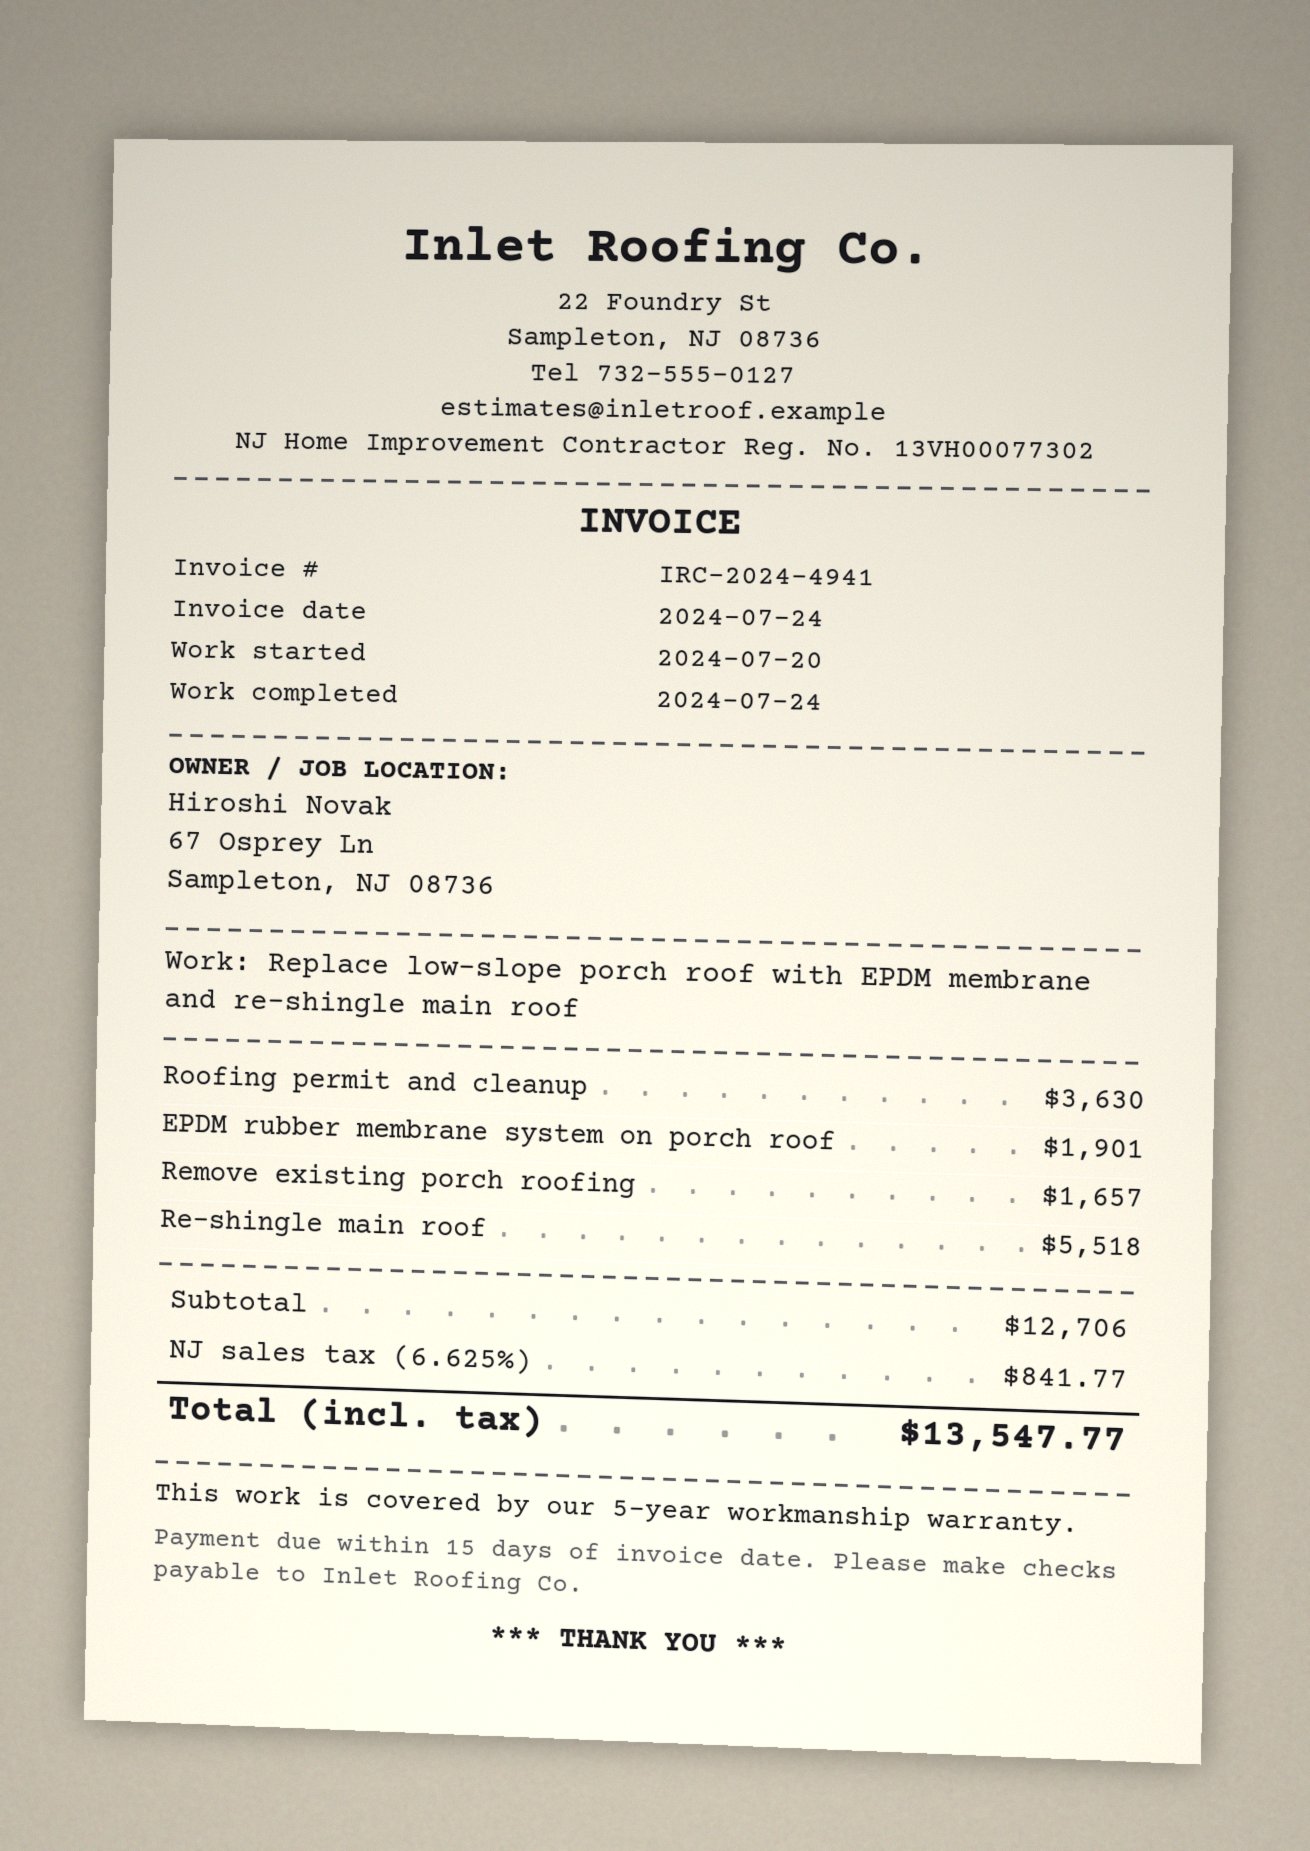 Inlet Roofing Co.
22 Foundry St
Sampleton, NJ 08736
Tel 732-555-0127
estimates@inletroof.example
NJ Home Improvement Contractor Reg. No. 13VH00077302
INVOICE
Invoice # IRC-2024-4941
Invoice date 2024-07-24
Work started 2024-07-20
Work completed 2024-07-24
OWNER / JOB LOCATION:
Hiroshi Novak
67 Osprey Ln
Sampleton, NJ 08736
Work: Replace low-slope porch roof with EPDM membrane
and re-shingle main roof
Roofing permit and cleanup . . . . . . . . . . . $3,630
EPDM rubber membrane system on porch roof . . . . . $1,901
Remove existing porch roofing . . . . . . . . . . $1,657
Re-shingle main roof . . . . . . . . . . . . . . $5,518
Subtotal . . . . . . . . . . . . . . . . $12,706
NJ sales tax (6.625%) . . . . . . . . . . . $841.77
Total (incl. tax) . . . . . . $13,547.77
This work is covered by our 5-year workmanship warranty.
Payment due within 15 days of invoice date. Please make checks
payable to Inlet Roofing Co.
*** THANK YOU ***